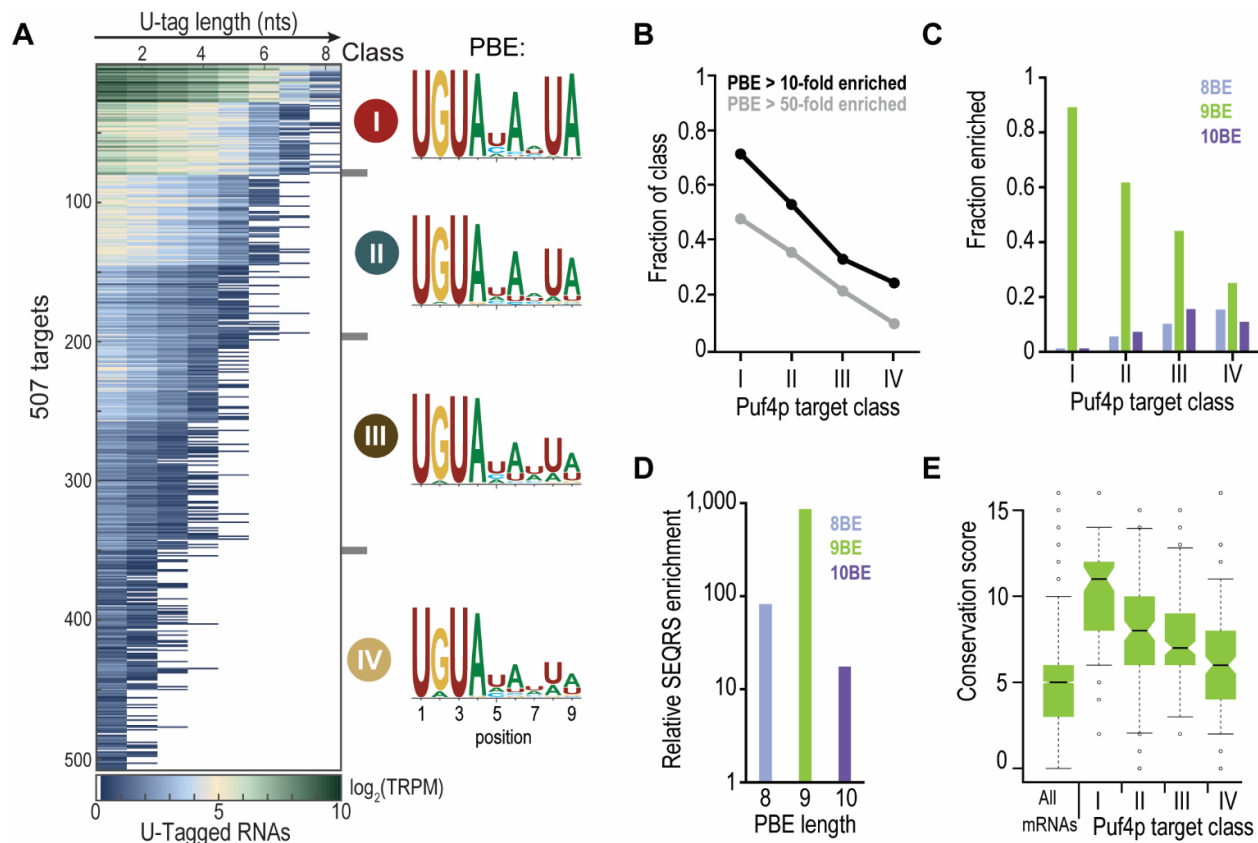 A
U-tag length (nts)
2 4 6 8
Class
PBE:
507 targets
100
200
300
400
500
I
II
III
IV
UGUAUA UA
UGUAUAUUA
UGUAUAUUA
UGUAUAUUA
1 3 5 7 9
position
0 5 10
log2(TRPM)
U-Tagged RNAs
B
PBE > 10-fold enriched
PBE > 50-fold enriched
Fraction of class
1
0.8
0.6
0.4
0.2
0
I II III IV
Puf4p target class
C
8BE
9BE
10BE
Fraction enriched
1
0.8
0.6
0.4
0.2
0
I II III IV
Puf4p target class
D
8BE
9BE
10BE
Relative SEQRS enrichment
1,000
100
10
1
8 9 10
PBE length
E
Conservation score
15
10
5
0
All
mRNAs
I II III IV
Puf4p target class